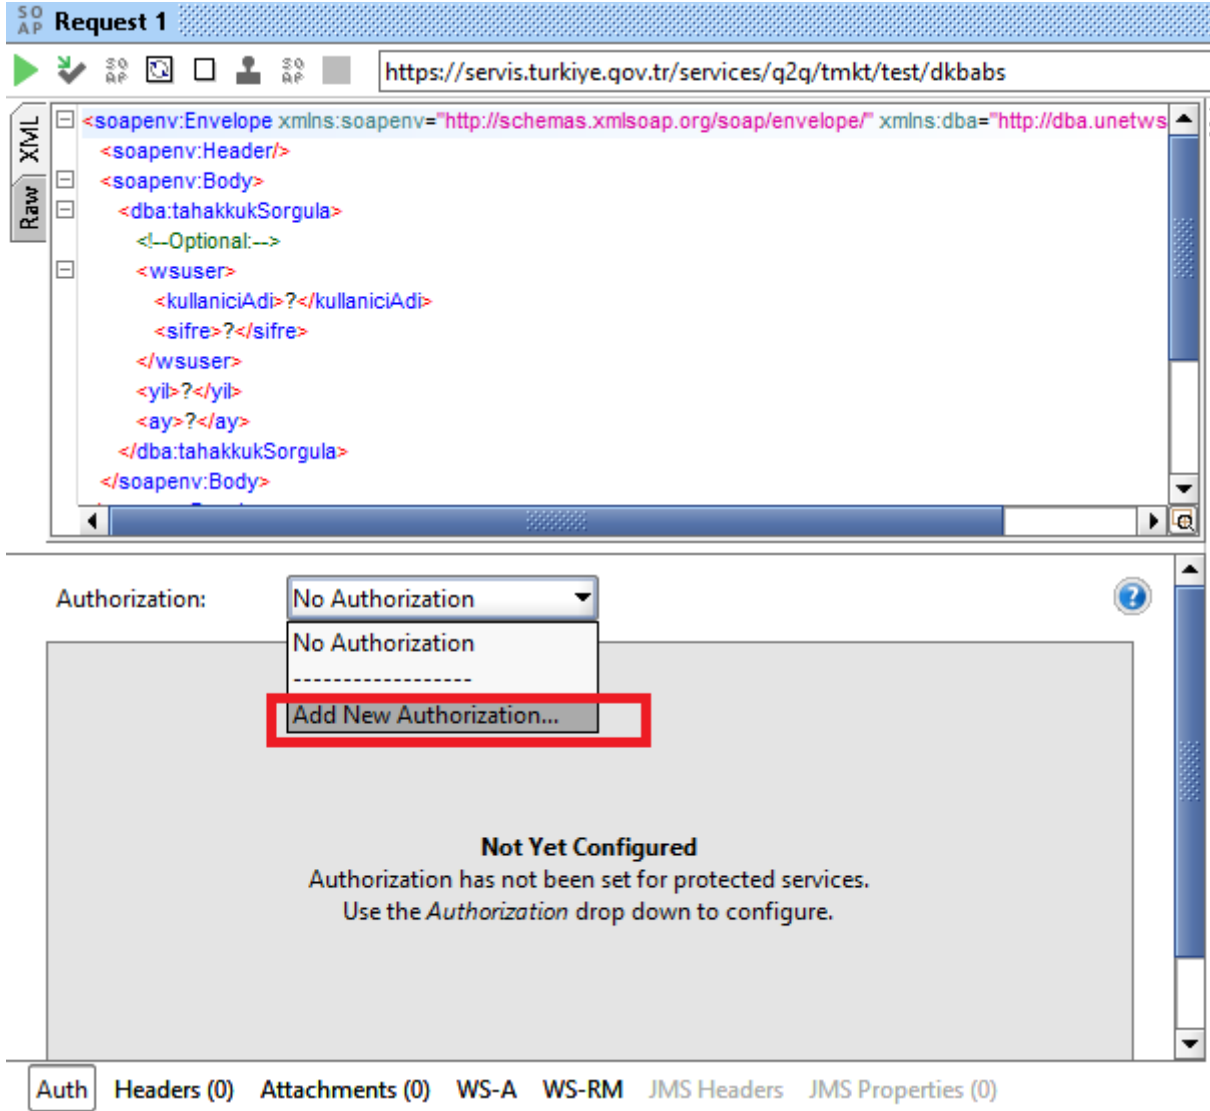 SO
AP Request 1
https://servis.turkiye.gov.tr/services/g2g/tmkt/test/dkbabs
XML
Raw
<soapenv:Envelope xmlns:soapenv="http://schemas.xmlsoap.org/soap/envelope/" xmlns:dba="http://dba.unetws
<soapenv:Header/>
<soapenv:Body>
<dba:tahakkukSorgula>
<!--Optional:-->
<wsuser>
<kullaniciAdi>?</kullaniciAdi>
<sifre>?</sifre>
</wsuser>
<yil>?</yil>
<ay>?</ay>
</dba:tahakkukSorgula>
</soapenv:Body>
Authorization: No Authorization
No Authorization
------------------
Add New Authorization...
Not Yet Configured
Authorization has not been set for protected services.
Use the Authorization drop down to configure.
Auth Headers (0) Attachments (0) WS-A WS-RM JMS Headers JMS Properties (0)